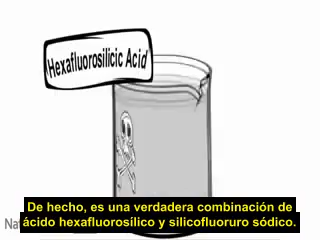 Hexafluorosilicic Acid
De hecho, es una verdadera combinación de
ácido hexafluorosílico y silicofluoruro sódico.